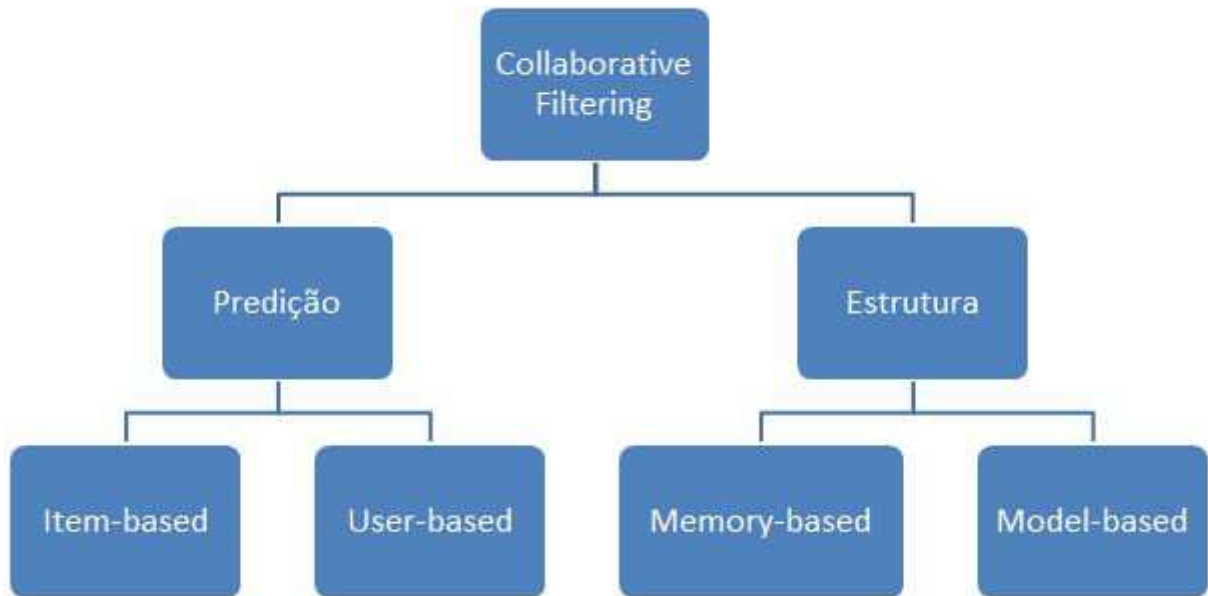 Collaborative
Filtering
Predição
Estrutura
Item-based
User-based
Memory-based
Model-based